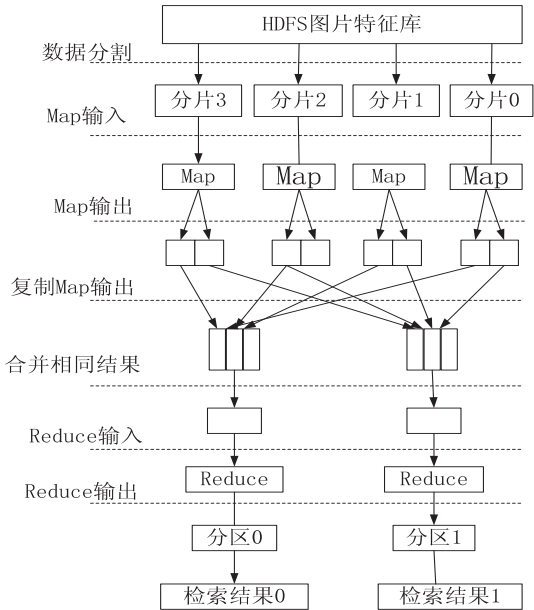 HDFS图片特征库
数据分割
分片3 分片2 分片1 分片0
Map输入
Map Map Map Map
Map输出
复制Map输出
合并相同结果
Reduce输入
Reduce Reduce
Reduce输出
分区0 分区1
检索结果0 检索结果1